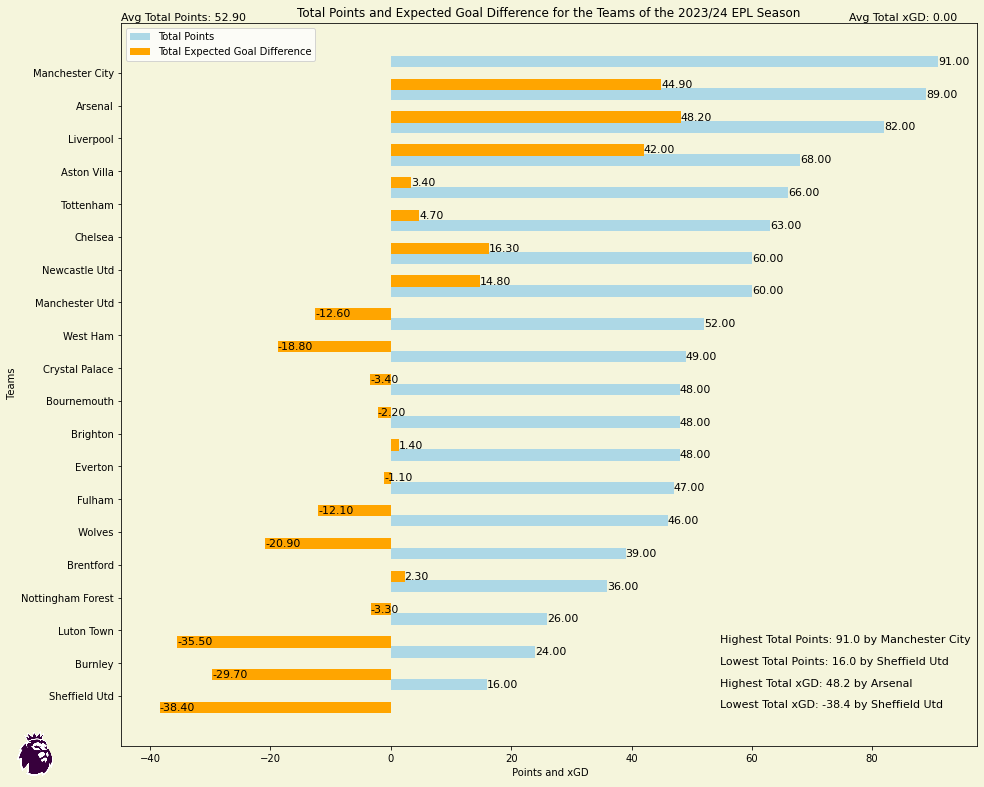 Total Points and Expected Goal Difference for the Teams of the 2023/24 EPL Season
Avg Total Points: 52.90
Avg Total xGD: 0.00
Total Points
Total Expected Goal Difference
91.00
Manchester City
44.90
89.00
Arsenal
48.20
82.00
Liverpool
42.00
68.00
Aston Villa
3.40
66.00
Tottenham
4.70
63.00
Chelsea
16.30
60.00
Newcastle Utd
14.80
60.00
Manchester Utd
-12.60
52.00
West Ham
-18.80
49.00
Crystal Palace
-3.40
48.00
Bournemouth
-2.20
48.00
Brighton
1.40
48.00
Everton
-1.10
47.00
Fulham
-12.10
46.00
Wolves
-20.90
39.00
Brentford
2.30
36.00
Nottingham Forest
-3.30
26.00
Luton Town
-35.50
24.00
Burnley
-29.70
16.00
Sheffield Utd
-38.40
Teams
Highest Total Points: 91.0 by Manchester City
Lowest Total Points: 16.0 by Sheffield Utd
Highest Total xGD: 48.2 by Arsenal
Lowest Total xGD: -38.4 by Sheffield Utd
−40 −20 0 20 40 60 80
Points and xGD